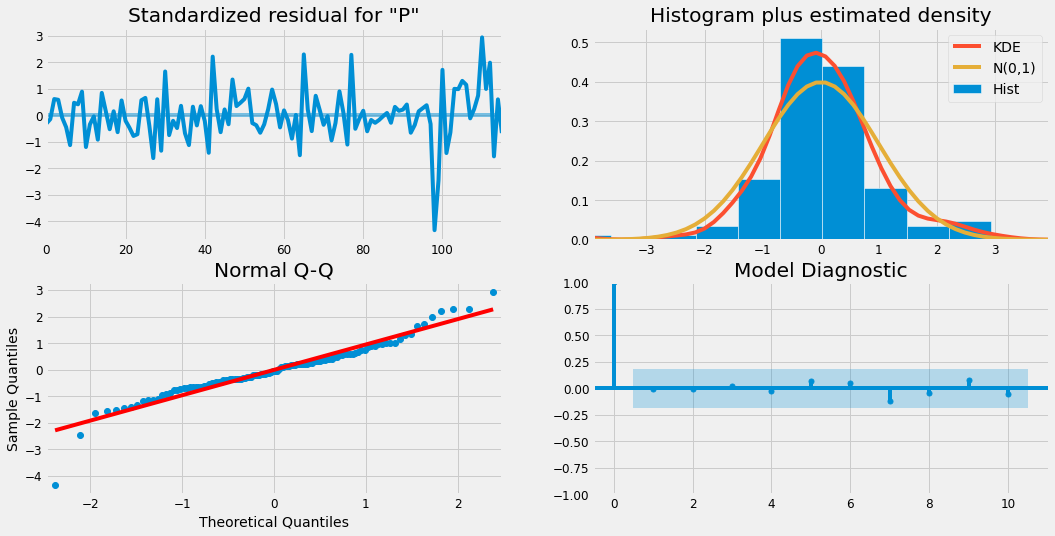 Standardized residual for "P"
3
2
1
0
−1
−2
−3
−4
0 20 40 60 80 100
Histogram plus estimated density
KDE
N(0,1)
Hist
0.5
0.4
0.3
0.2
0.1
0.0
−3 −2 −1 0 1 2 3
Normal Q-Q
Sample Quantiles
3
2
1
0
−1
−2
−3
−4
−2 −1 0 1 2
Theoretical Quantiles
Model Diagnostic
1.00
0.75
0.50
0.25
0.00
−0.25
−0.50
−0.75
−1.00
0 2 4 6 8 10